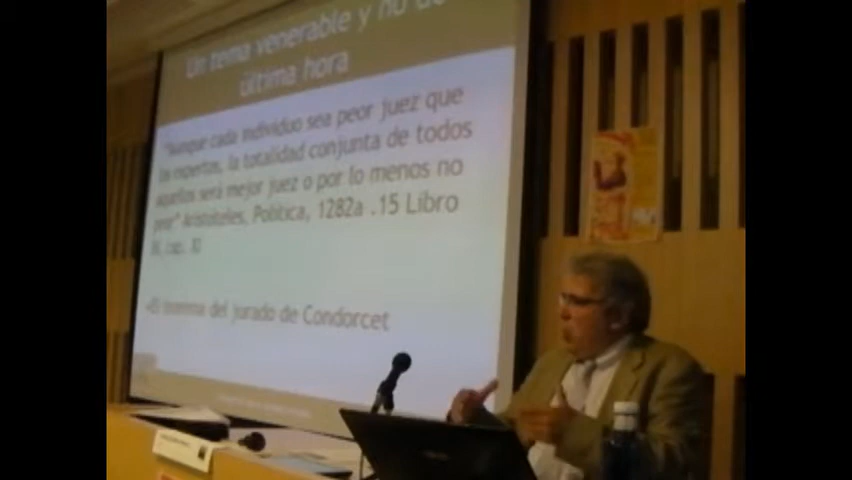 Un tema venerable y no de
última hora
"Aunque cada individuo sea peor juez que
los expertos, la totalidad conjunta de todos
aquellos será mejor juez o por lo menos no
peor" Aristóteles, Política, 1282a .15 Libro
III, cap. XI
El teorema del jurado de Condorcet